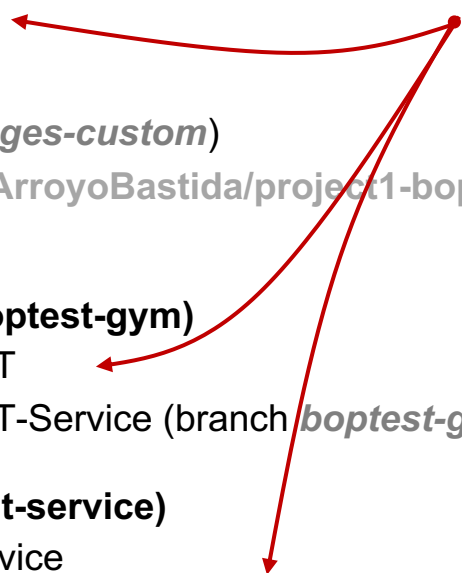 ges-custom)
ArroyoBastida/project1-bop
optest-gym)
T
T-Service (branch boptest-g
t-service)
vice